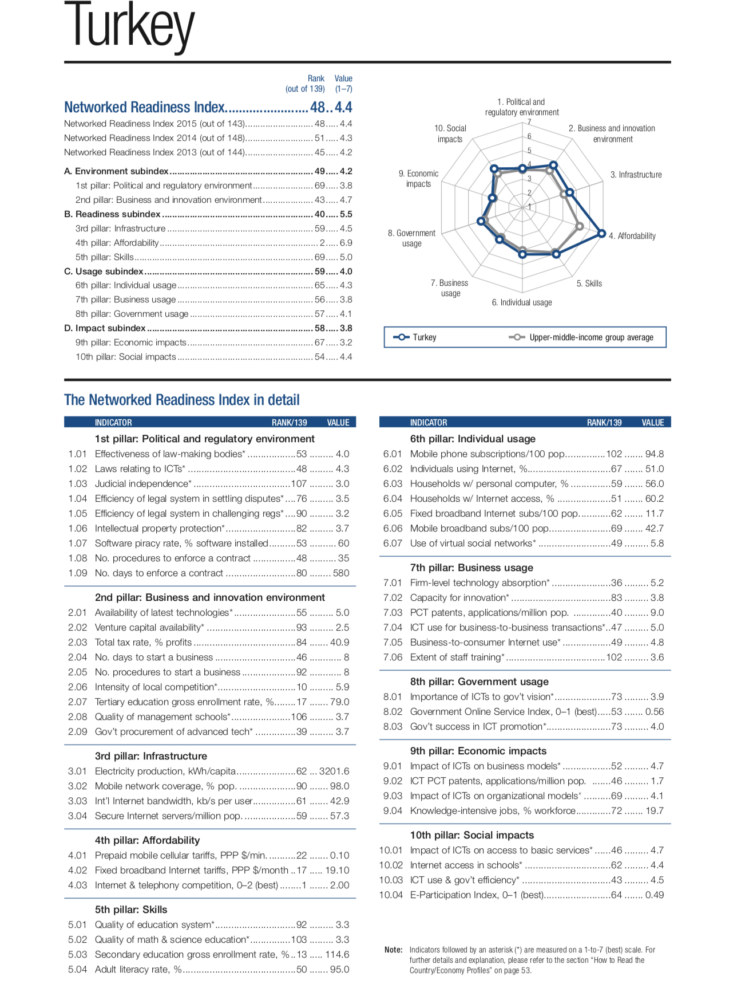 Turkey
Rank Value
(out of 139) (1–7)
Networked Readiness Index........................48..4.4
Networked Readiness Index 2015 (out of 143)...........................48.....4.4
Networked Readiness Index 2014 (out of 148)...........................51.....4.3
Networked Readiness Index 2013 (out of 144)...........................45.....4.2
A. Environment subindex.........................................................49.....4.2
1st pillar: Political and regulatory environment........................69.....3.8
2nd pillar: Business and innovation environment....................43.....4.7
B. Readiness subindex............................................................40.....5.5
3rd pillar: Infrastructure..........................................................59.....4.5
4th pillar: Affordability...............................................................2.....6.9
5th pillar: Skills.......................................................................69.....5.0
C. Usage subindex...................................................................59.....4.0
6th pillar: Individual usage......................................................65.....4.3
7th pillar: Business usage......................................................56.....3.8
8th pillar: Government usage.................................................57.....4.1
D. Impact subindex..................................................................58.....3.8
9th pillar: Economic impacts..................................................67.....3.2
10th pillar: Social impacts......................................................54.....4.4
1. Political and
regulatory environment
7
10. Social
impacts
2. Business and innovation
environment
6
5
4
9. Economic
impacts
3. Infrastructure
3
2
1
8. Government
usage
4. Affordability
7. Business
usage
5. Skills
6. Individual usage
Turkey Upper-middle-income group average
The Networked Readiness Index in detail
INDICATOR RANK/139 VALUE
1st pillar: Political and regulatory environment
1.01 Effectiveness of law-making bodies*..................53.........4.0
1.02 Laws relating to ICTs*........................................48.........4.3
1.03 Judicial independence*....................................107.........3.0
1.04 Efficiency of legal system in settling disputes*....76.........3.5
1.05 Efficiency of legal system in challenging regs*....90.........3.2
1.06 Intellectual property protection*..........................82.........3.7
1.07 Software piracy rate, % software installed..........53..........60
1.08 No. procedures to enforce a contract................48..........35
1.09 No. days to enforce a contract..........................80........580
2nd pillar: Business and innovation environment
2.01 Availability of latest technologies*.......................55.........5.0
2.02 Venture capital availability*.................................93.........2.5
2.03 Total tax rate, % profits......................................84.......40.9
2.04 No. days to start a business..............................46............8
2.05 No. procedures to start a business....................92............8
2.06 Intensity of local competition*.............................10.........5.9
2.07 Tertiary education gross enrollment rate, %........17.......79.0
2.08 Quality of management schools*......................106.........3.7
2.09 Gov’t procurement of advanced tech*...............39.........3.7
3rd pillar: Infrastructure
3.01 Electricity production, kWh/capita......................62...3201.6
3.02 Mobile network coverage, % pop......................90.......98.0
3.03 Int’l Internet bandwidth, kb/s per user................61.......42.9
3.04 Secure Internet servers/million pop....................59.......57.3
4th pillar: Affordability
4.01 Prepaid mobile cellular tariffs, PPP $/min...........22.......0.10
4.02 Fixed broadband Internet tariffs, PPP $/month..17.....19.10
4.03 Internet & telephony competition, 0–2 (best)........1.......2.00
5th pillar: Skills
5.01 Quality of education system*..............................92.........3.3
5.02 Quality of math & science education*...............103.........3.3
5.03 Secondary education gross enrollment rate, %..13.....114.6
5.04 Adult literacy rate, %..........................................50.......95.0
INDICATOR RANK/139 VALUE
6th pillar: Individual usage
6.01 Mobile phone subscriptions/100 pop...............102.......94.8
6.02 Individuals using Internet, %...............................67.......51.0
6.03 Households w/ personal computer, %...............59.......56.0
6.04 Households w/ Internet access, %....................51.......60.2
6.05 Fixed broadband Internet subs/100 pop............62.......11.7
6.06 Mobile broadband subs/100 pop.......................69.......42.7
6.07 Use of virtual social networks*...........................49.........5.8
7th pillar: Business usage
7.01 Firm-level technology absorption*......................36.........5.2
7.02 Capacity for innovation*.....................................83.........3.8
7.03 PCT patents, applications/million pop. ..............40.........9.0
7.04 ICT use for business-to-business transactions*..47.........5.0
7.05 Business-to-consumer Internet use*..................49.........4.8
7.06 Extent of staff training*.....................................102.........3.6
8th pillar: Government usage
8.01 Importance of ICTs to gov’t vision*.....................73.........3.9
8.02 Government Online Service Index, 0–1 (best).....53.......0.56
8.03 Gov’t success in ICT promotion*........................73.........4.0
9th pillar: Economic impacts
9.01 Impact of ICTs on business models*..................52.........4.7
9.02 ICT PCT patents, applications/million pop. .......46.........1.7
9.03 Impact of ICTs on organizational models*..........69.........4.1
9.04 Knowledge-intensive jobs, % workforce.............72.......19.7
10th pillar: Social impacts
10.01 Impact of ICTs on access to basic services*......46.........4.7
10.02 Internet access in schools*................................62.........4.4
10.03 ICT use & gov’t efficiency*.................................43.........4.5
10.04 E-Participation Index, 0–1 (best).........................64.......0.49
Note: Indicators followed by an asterisk (*) are measured on a 1-to-7 (best) scale. For
further details and explanation, please refer to the section “How to Read the
Country/Economy Profiles” on page 53.